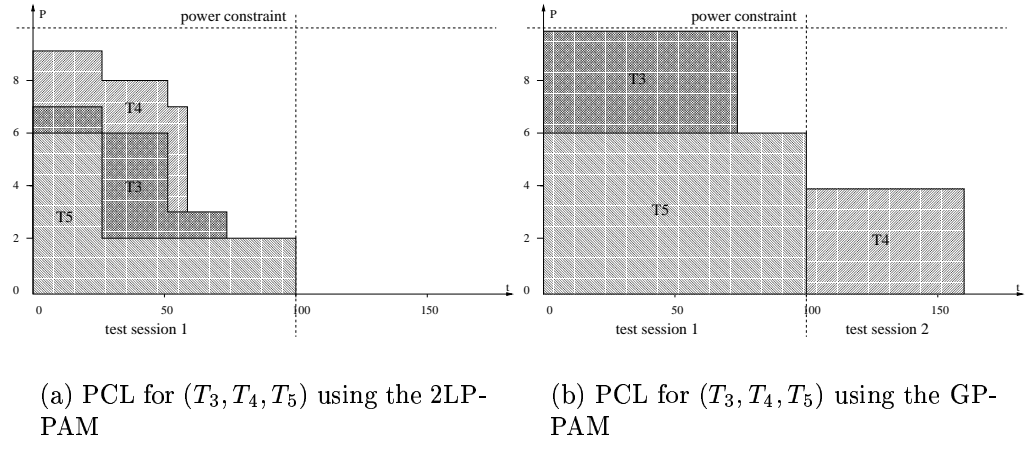 P
power constraint
8
6
4
2
0
T4
T3
T5
t
0
50
100
150
test session 1
P
power constraint
8
6
4
2
0
T3
T5
T4
t
0
50
100
150
test session 1
test session 2
(a) PCL for (T₃, T₄, T₅) using the 2LP-
PAM
(b) PCL for (T₃, T₄, T₅) using the GP-
PAM